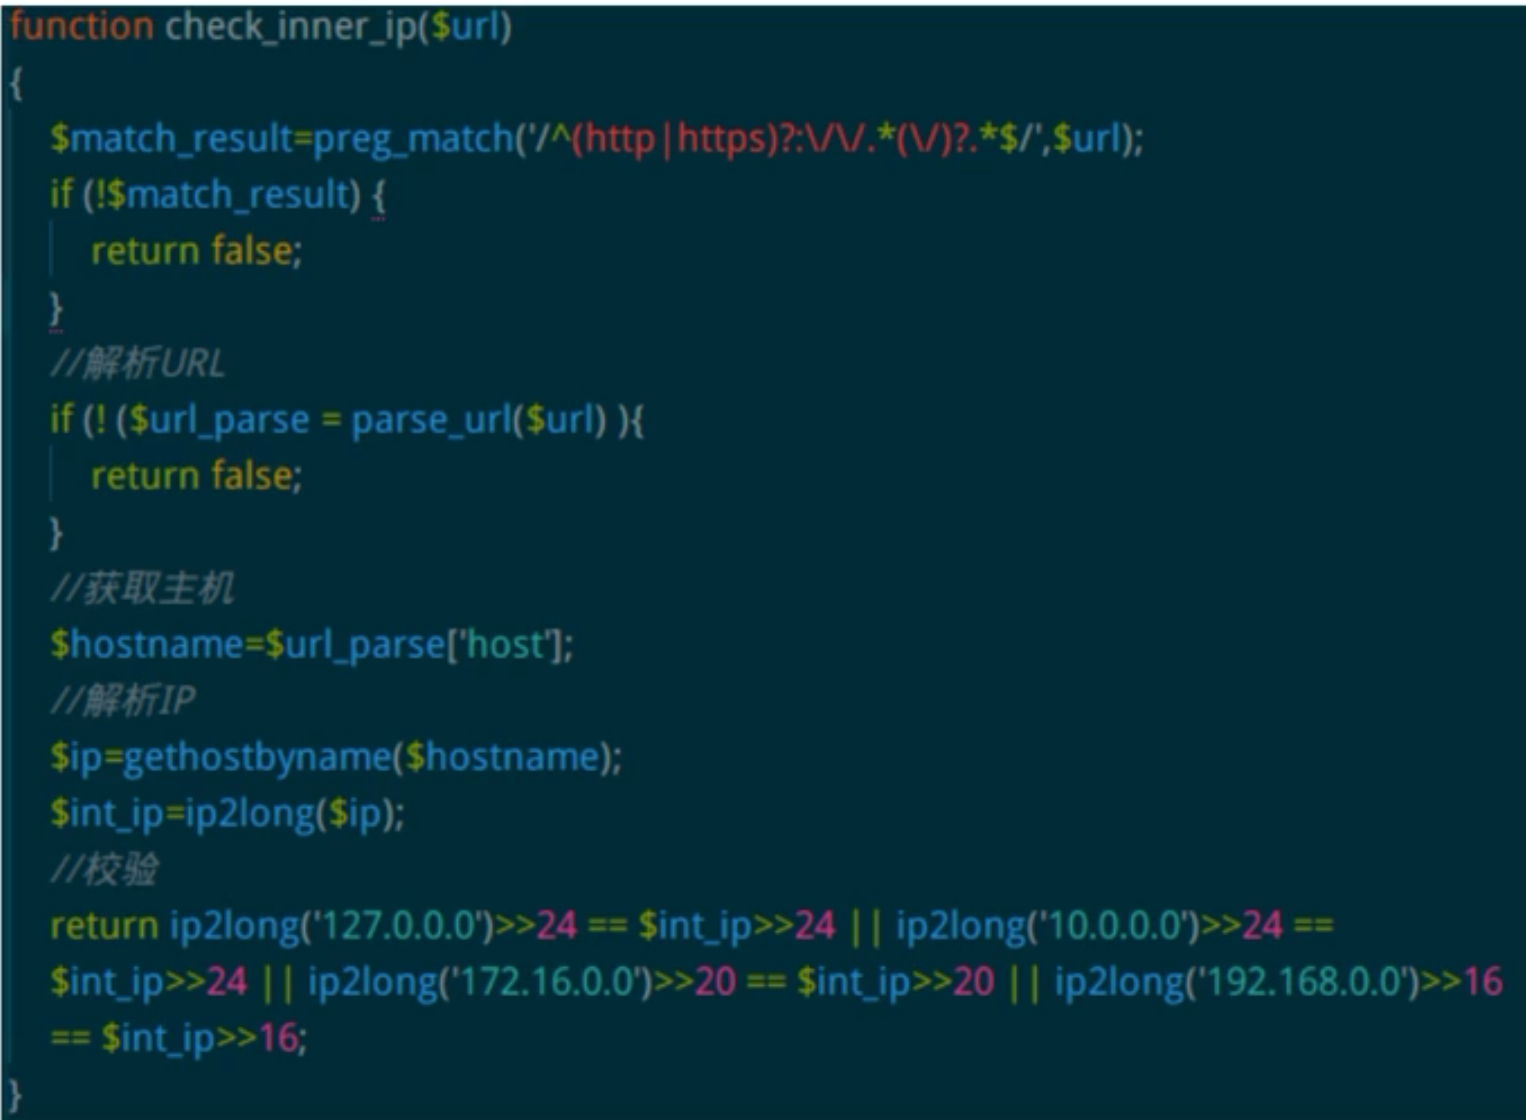 function check_inner_ip($url)
{
$match_result=preg_match('/^(http|https)?:\/\/.*(\/)?.*$/',$url);
if (!$match_result) {
return false;
}
//解析URL
if (! ($url_parse = parse_url($url) ){
return false;
}
//获取主机
$hostname=$url_parse['host'];
//解析IP
$ip=gethostbyname($hostname);
$int_ip=ip2long($ip);
//校验
return ip2long('127.0.0.0')>>24 == $int_ip>>24 || ip2long('10.0.0.0')>>24 ==
$int_ip>>24 || ip2long('172.16.0.0')>>20 == $int_ip>>20 || ip2long('192.168.0.0')>>16
== $int_ip>>16;
}